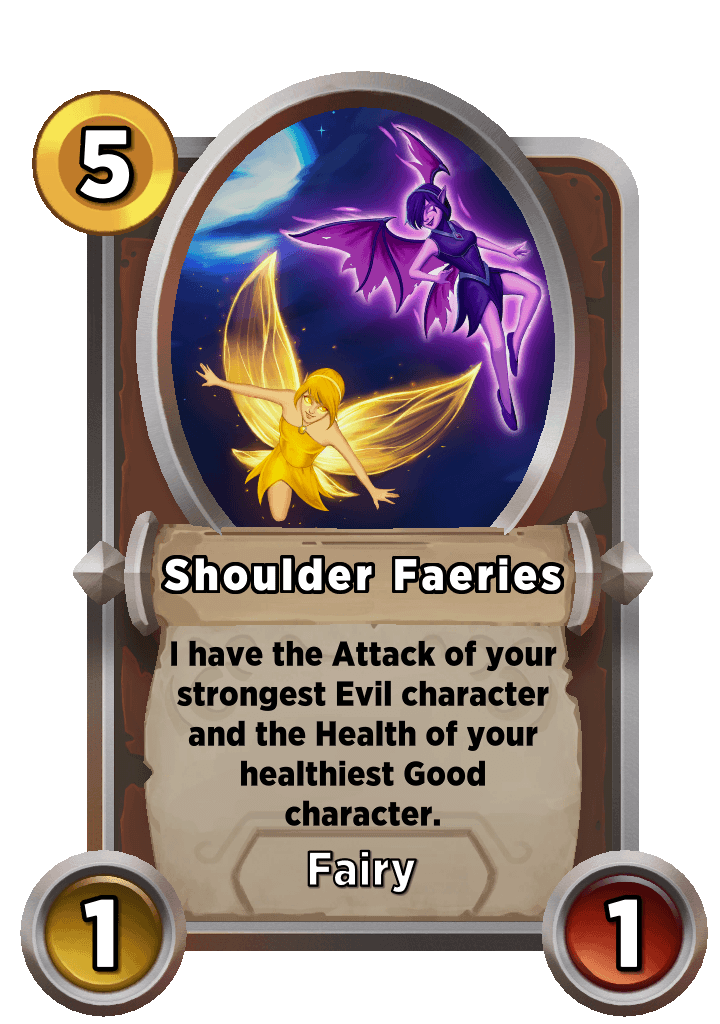 5
Shoulder Faeries
I have the Attack of your
strongest Evil character
and the Health of your
healthiest Good
character.
Fairy
1
1